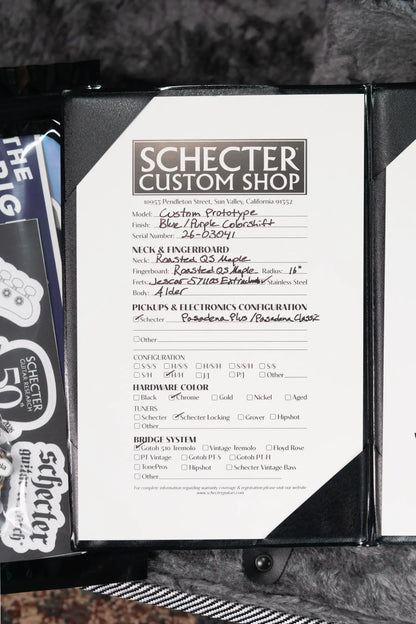 THE
RIG
SCHECTER
GUITAR RESEARCH
50
schecter
SCHECTER
CUSTOM SHOP
10953 Pendleton Street, Sun Valley, California 91352
Model: Custom Prototype
Finish: Blue/Purple Colorshift
Serial Number: 26-03041
NECK & FINGERBOARD
Neck: Roasted QS Maple
Fingerboard: Roasted QS Maple Radius: 16"
Frets: Jescar 57110S Stainless Steel
Body: Alder
PICKUPS & ELECTRONICS CONFIGURATION
Schecter Pasadena Plus/Pasadena Classic
Other
CONFIGURATION
S/S/S H/S/S H/S/H S/S/H S/S
S/H H/H J/J P/J Other
HARDWARE COLOR
Black Chrome Gold Nickel Aged
TUNERS
Schecter Schecter Locking Grover Hipshot
Other
BRIDGE SYSTEM
Gotoh 510 Tremolo Vintage Tremolo Floyd Rose
PT Vintage Gotoh PT-S Gotoh PT-H
TonePros Hipshot Schecter Vintage Bass
Other
For complete information regarding warranty coverage & registration please visit our website
www.schecterguitars.com